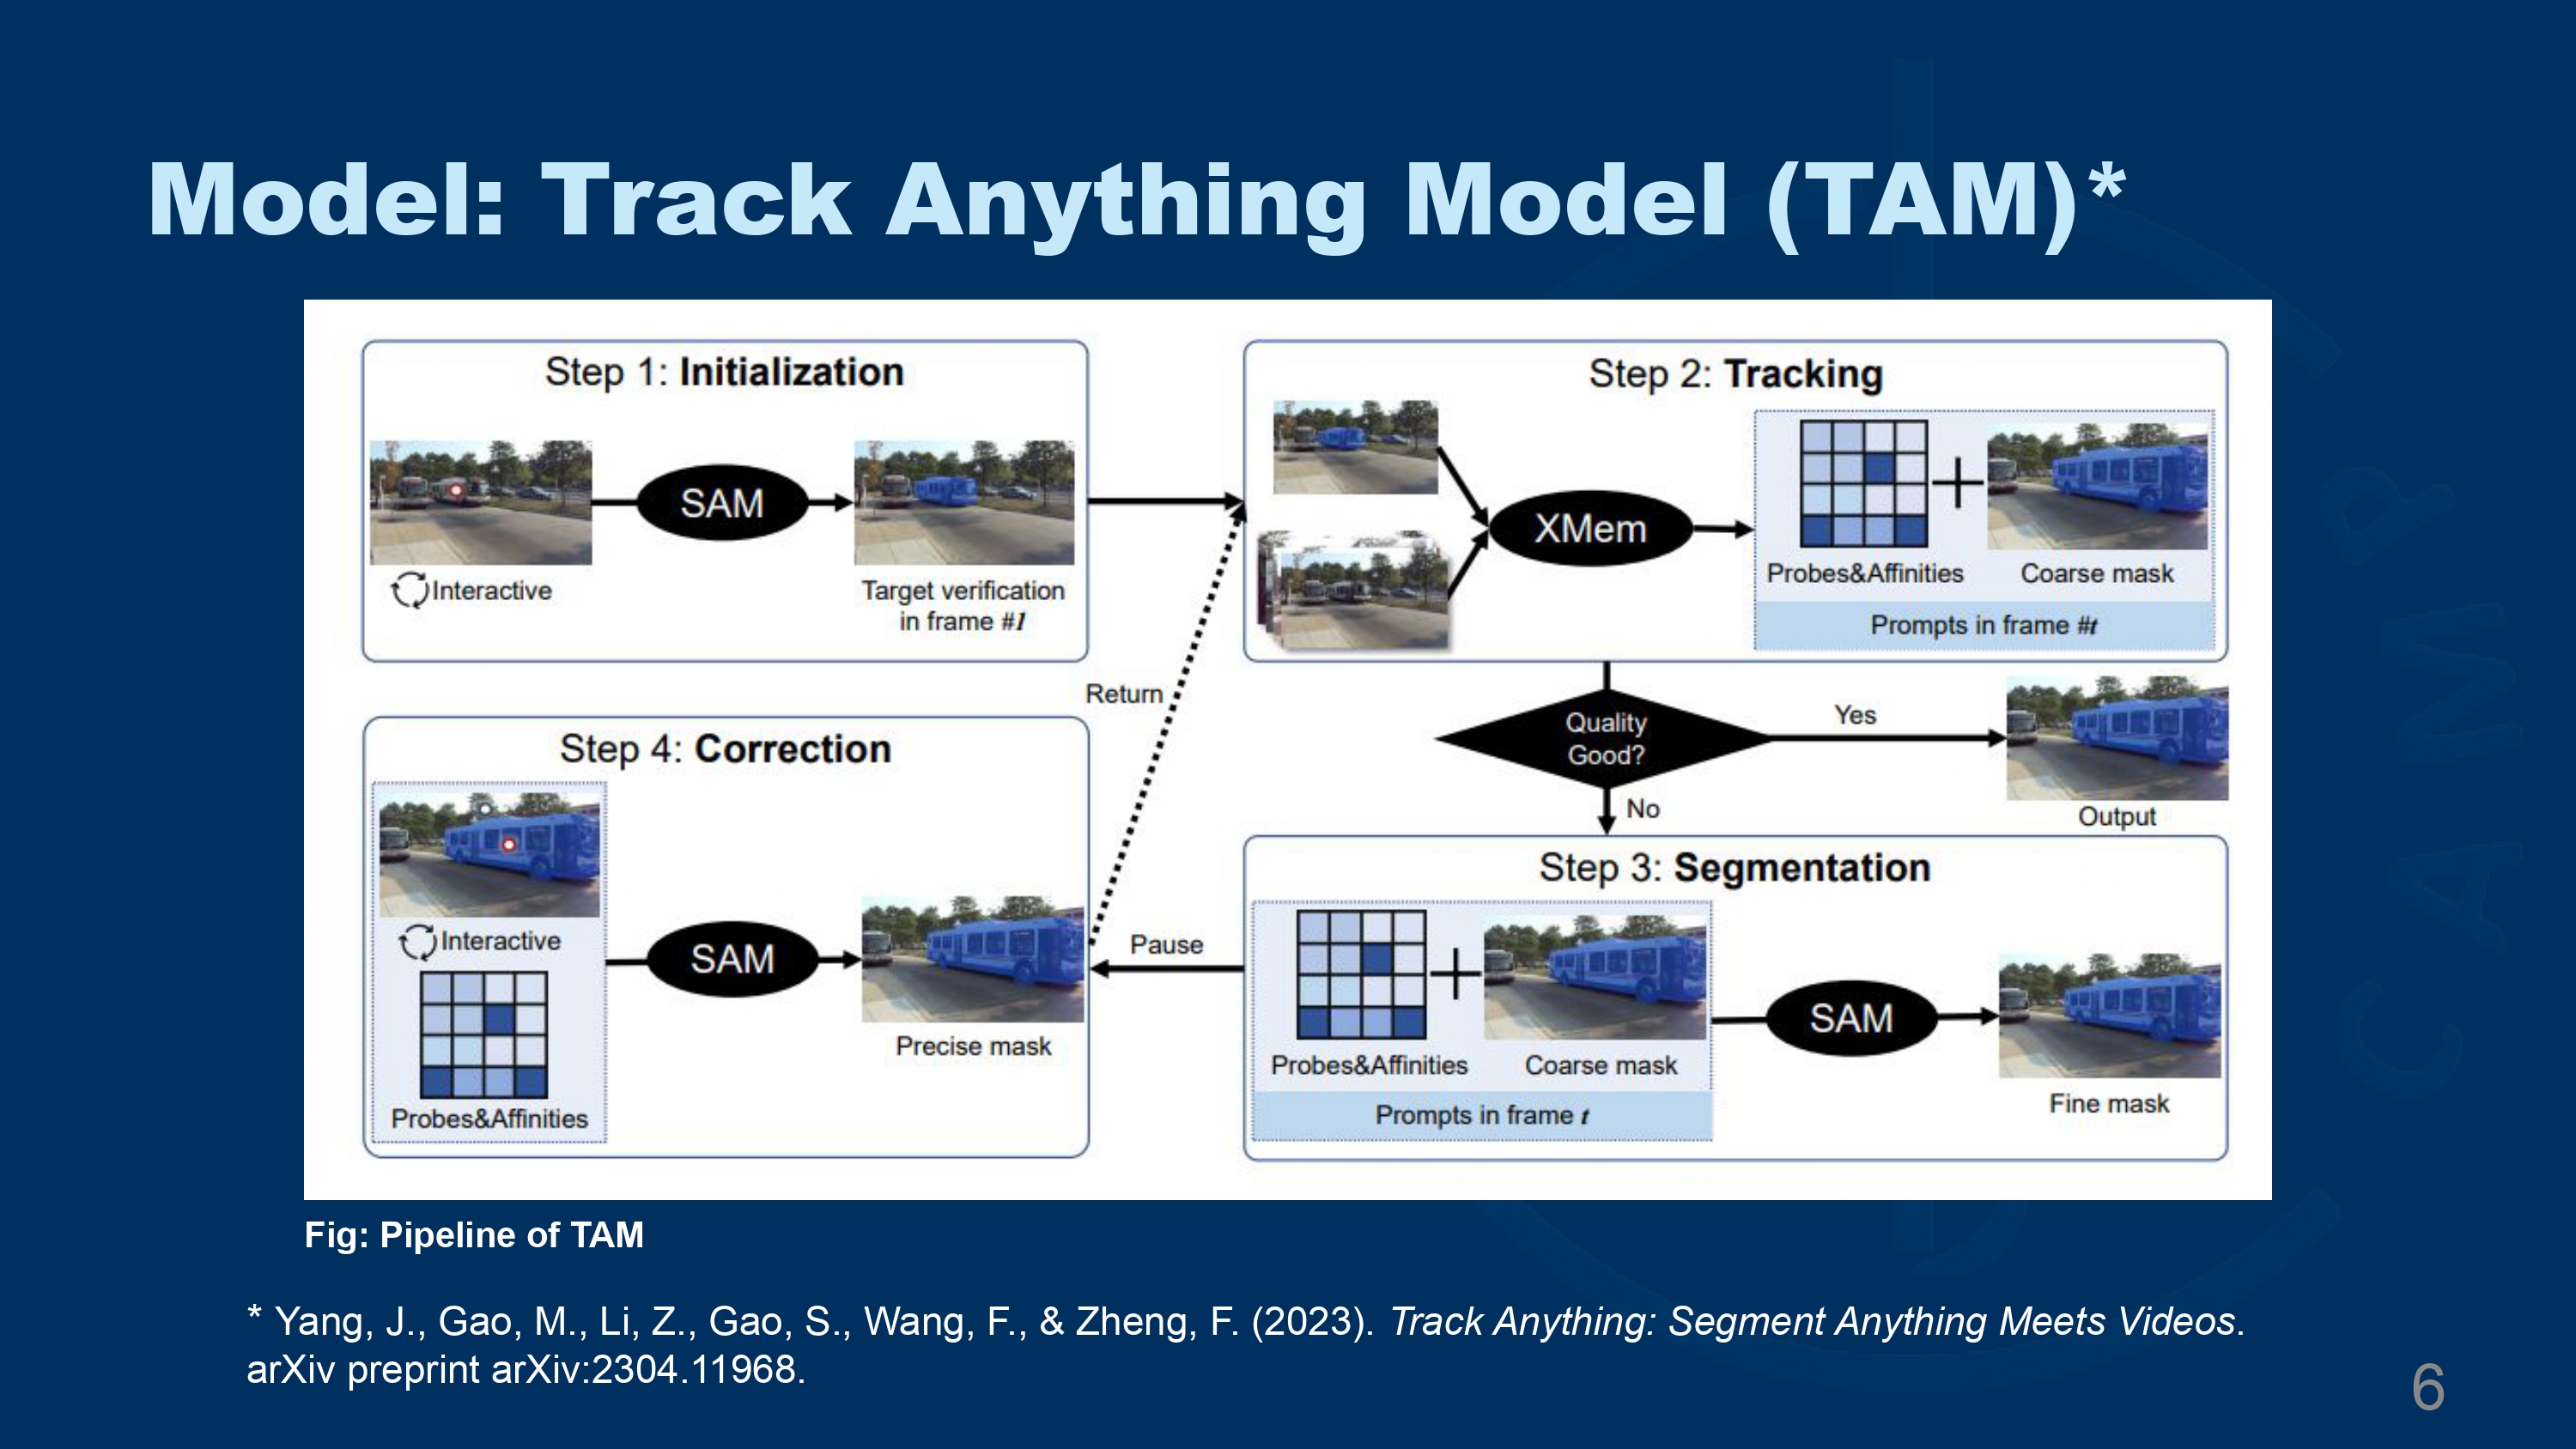 Model: Track Anything Model (TAM)*
Step 1: Initialization
SAM
Interactive
Target verification
in frame #1
Step 2: Tracking
XMem
Probes&Affinities
Coarse mask
Prompts in frame #t
Return
Quality
Good?
Yes
Output
No
Step 3: Segmentation
Probes&Affinities
Coarse mask
Prompts in frame t
SAM
Fine mask
Pause
Step 4: Correction
Interactive
Probes&Affinities
SAM
Precise mask
Fig: Pipeline of TAM
* Yang, J., Gao, M., Li, Z., Gao, S., Wang, F., & Zheng, F. (2023). Track Anything: Segment Anything Meets Videos.
arXiv preprint arXiv:2304.11968.
6
CAMP